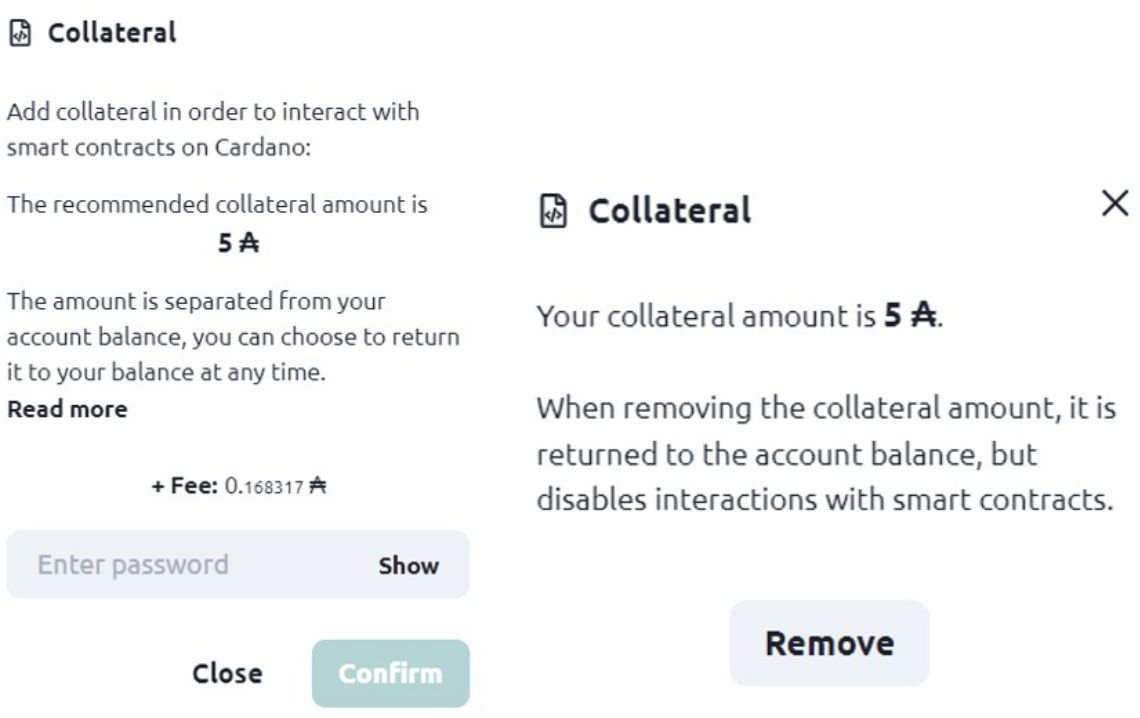 Collateral
Add collateral in order to interact with
smart contracts on Cardano:
The recommended collateral amount is
5 ₳
The amount is separated from your
account balance, you can choose to return
it to your balance at any time.
Read more
+ Fee: 0.168317 ₳
Enter password Show
Close Confirm
Collateral
Your collateral amount is 5 ₳.
When removing the collateral amount, it is
returned to the account balance, but
disables interactions with smart contracts.
Remove